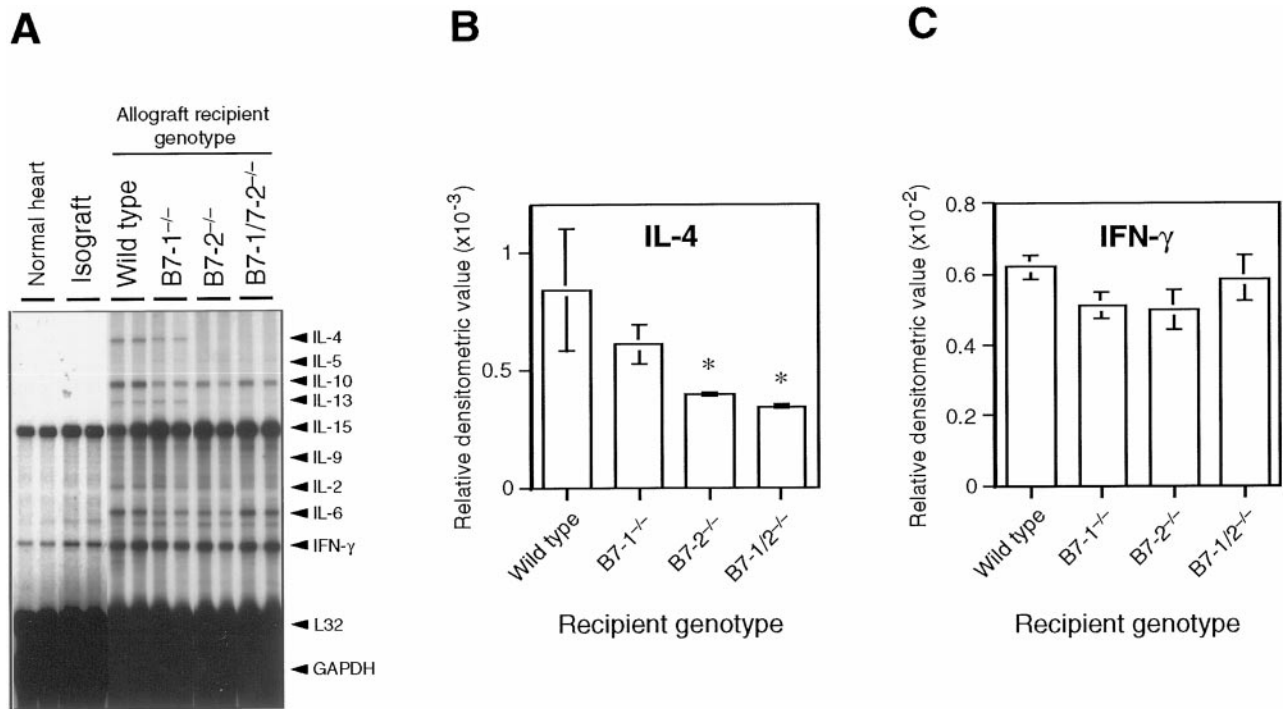 A
Allograft recipient
genotype
Normal heart
Isograft
Wild type
B7-1⁻/⁻
B7-2⁻/⁻
B7-1/7-2⁻/⁻
IL-4
IL-5
IL-10
IL-13
IL-15
IL-9
IL-2
IL-6
IFN-γ
L32
GAPDH
B
Relative densitometric value (x10⁻³)
IL-4
1
0.5
0
*
*
Wild type
B7-1⁻/⁻
B7-2⁻/⁻
B7-1/2⁻/⁻
Recipient genotype
C
Relative densitometric value (x10⁻²)
IFN-γ
0.8
0.6
0.4
0.2
0
Wild type
B7-1⁻/⁻
B7-2⁻/⁻
B7-1/2⁻/⁻
Recipient genotype